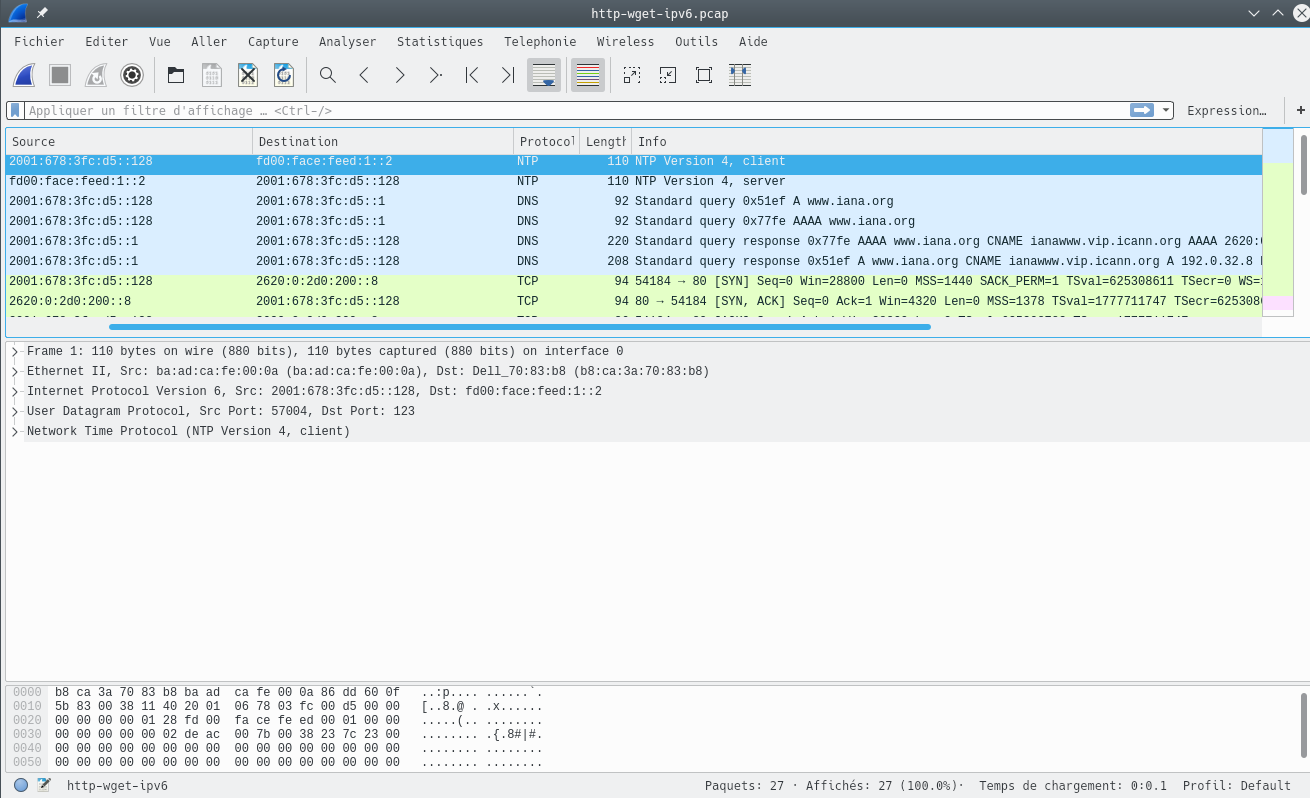 http-wget-ipv6.pcap
Fichier Editer Vue Aller Capture Analyser Statistiques Telephonie Wireless Outils Aide
Appliquer un filtre d'affichage … <Ctrl-/> Expression… +
Source Destination Protocol Length Info
2001:678:3fc:d5::128 fd00:face:feed:1::2 NTP 110 NTP Version 4, client
fd00:face:feed:1::2 2001:678:3fc:d5::128 NTP 110 NTP Version 4, server
2001:678:3fc:d5::128 2001:678:3fc:d5::1 DNS 92 Standard query 0x51ef A www.iana.org
2001:678:3fc:d5::128 2001:678:3fc:d5::1 DNS 92 Standard query 0x77fe AAAA www.iana.org
2001:678:3fc:d5::1 2001:678:3fc:d5::128 DNS 220 Standard query response 0x77fe AAAA www.iana.org CNAME ianawww.vip.icann.org AAAA 2620:
2001:678:3fc:d5::1 2001:678:3fc:d5::128 DNS 208 Standard query response 0x51ef A www.iana.org CNAME ianawww.vip.icann.org A 192.0.32.8
2001:678:3fc:d5::128 2620:0:2d0:200::8 TCP 94 54184 → 80 [SYN] Seq=0 Win=28800 Len=0 MSS=1440 SACK_PERM=1 TSval=625308611 TSecr=0 WS=
2620:0:2d0:200::8 2001:678:3fc:d5::128 TCP 94 80 → 54184 [SYN, ACK] Seq=0 Ack=1 Win=4320 Len=0 MSS=1378 TSval=1777711747 TSecr=625308
Frame 1: 110 bytes on wire (880 bits), 110 bytes captured (880 bits) on interface 0
Ethernet II, Src: ba:ad:ca:fe:00:0a (ba:ad:ca:fe:00:0a), Dst: Dell_70:83:b8 (b8:ca:3a:70:83:b8)
Internet Protocol Version 6, Src: 2001:678:3fc:d5::128, Dst: fd00:face:feed:1::2
User Datagram Protocol, Src Port: 57004, Dst Port: 123
Network Time Protocol (NTP Version 4, client)
0000 b8 ca 3a 70 83 b8 ba ad ca fe 00 0a 86 dd 60 0f ..:p.... ......`.
0010 5b 83 00 38 11 40 20 01 06 78 03 fc 00 d5 00 00 [..8.@ . .x......
0020 00 00 00 00 01 28 fd 00 fa ce fe ed 00 01 00 00 .....(.. ........
0030 00 00 00 00 00 02 de ac 00 7b 00 38 23 7c 23 00 ........ .{.8#|#.
0040 00 00 00 00 00 00 00 00 00 00 00 00 00 00 00 00 ........ ........
0050 00 00 00 00 00 00 00 00 00 00 00 00 00 00 00 00 ........ ........
http-wget-ipv6 Paquets: 27 · Affichés: 27 (100.0%)· Temps de chargement: 0:0.1 Profil: Default